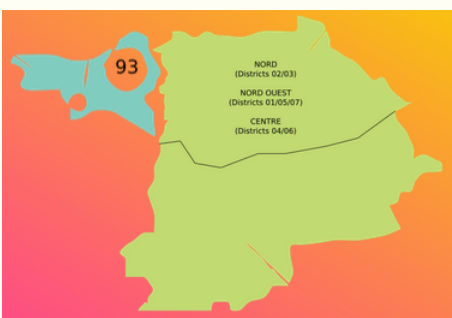 93
NORD
(Districts 02/03)
NORD OUEST
(Districts 01/05/07)
CENTRE
(Districts 04/06)